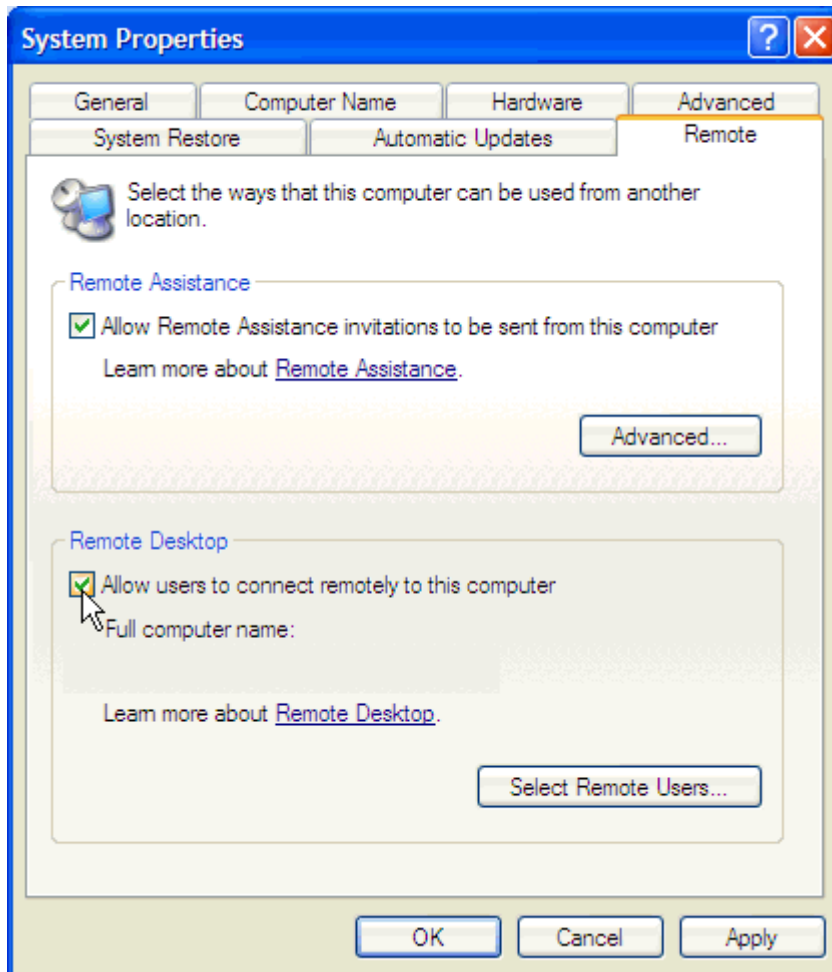 System Properties
General Computer Name Hardware Advanced
System Restore Automatic Updates Remote
Select the ways that this computer can be used from another
location.
Remote Assistance
Allow Remote Assistance invitations to be sent from this computer
Learn more about Remote Assistance.
Advanced...
Remote Desktop
Allow users to connect remotely to this computer
Full computer name:
Learn more about Remote Desktop.
Select Remote Users...
OK Cancel Apply